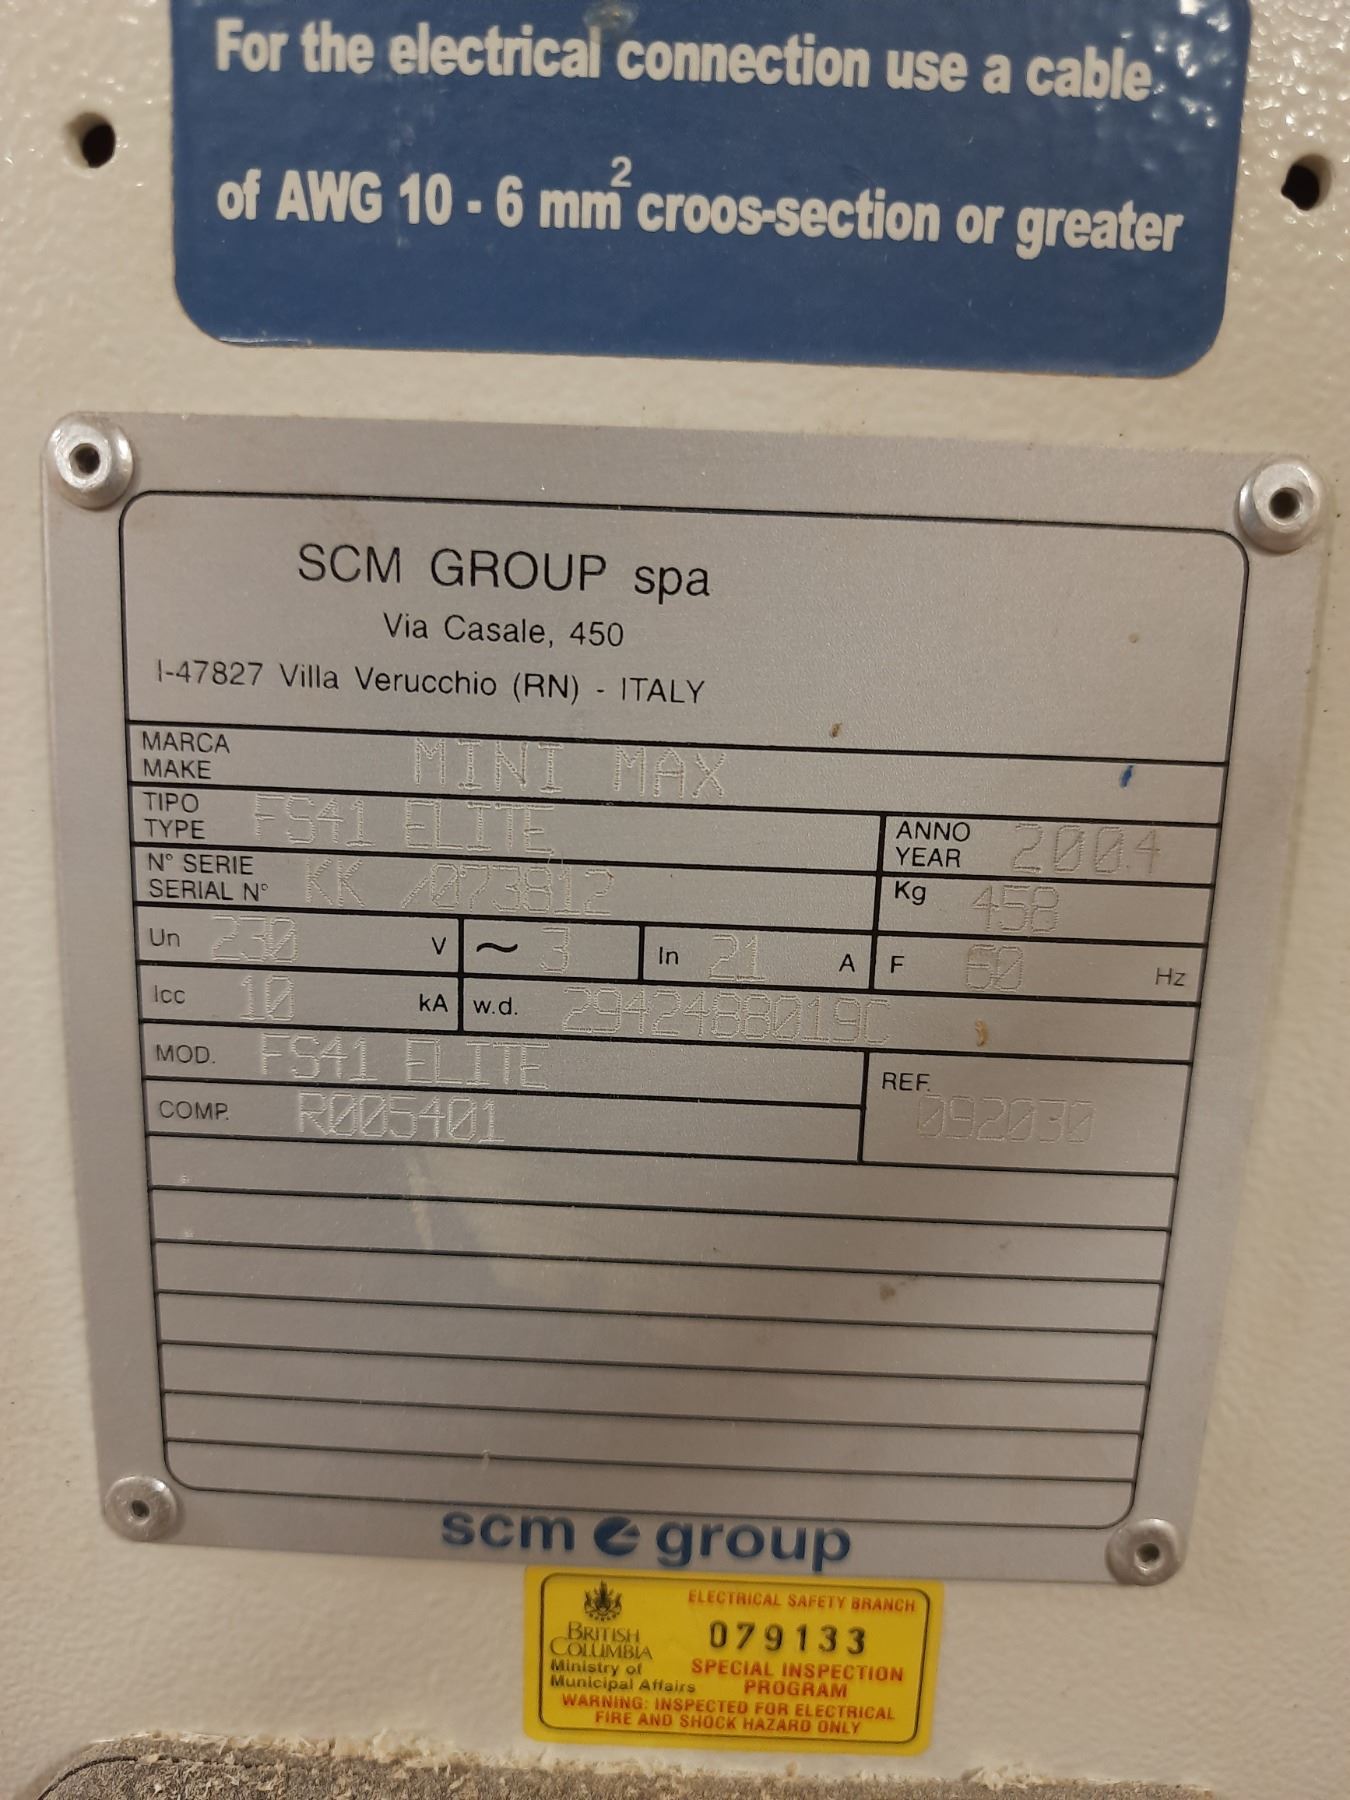 For the electrical connection use a cable
of AWG 10 - 6 mm² croos-section or greater
SCM GROUP spa
Via Casale, 450
I-47827 Villa Verucchio (RN) - ITALY
MARCA
MAKE
MINI MAX
TIPO
TYPE
FS41 ELITE
ANNO
YEAR
2004
N° SERIE
SERIAL N°
KK /073812
Kg 458
Un 230 V ~ 3 In 21 A F 60 Hz
Icc 10 kA w.d. 2942488019C
MOD. FS41 ELITE
REF.
092030
COMP. R005401
scm group
ELECTRICAL SAFETY BRANCH
079133
BRITISH
COLUMBIA
Ministry of
Municipal Affairs
SPECIAL INSPECTION
PROGRAM
WARNING: INSPECTED FOR ELECTRICAL
FIRE AND SHOCK HAZARD ONLY